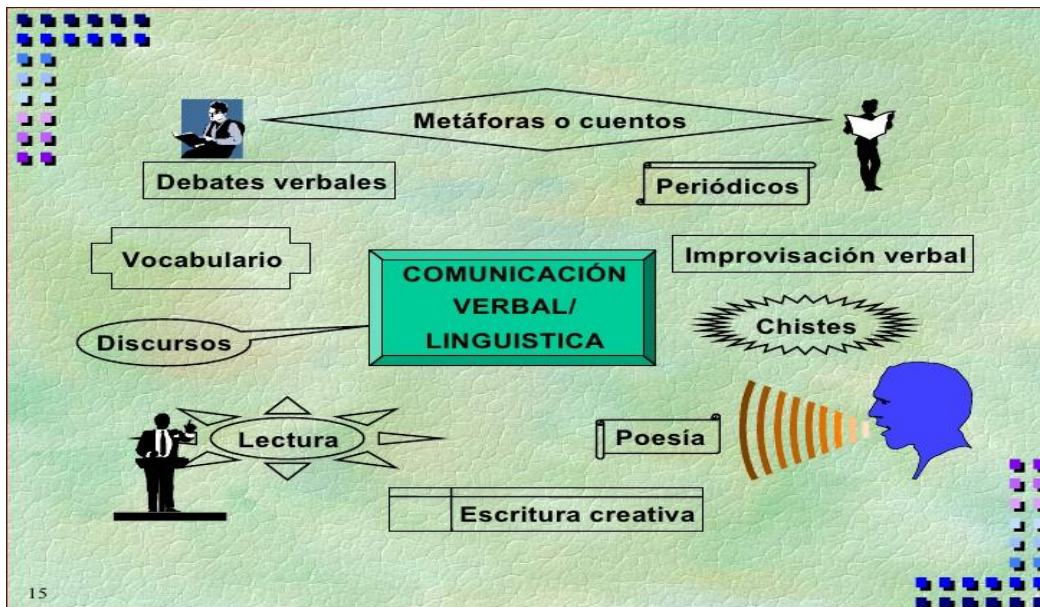 Metáforas o cuentos
Debates verbales
Periódicos
Vocabulario
COMUNICACIÓN
VERBAL/
LINGUISTICA
Improvisación verbal
Discursos
Chistes
Lectura
Poesía
Escritura creativa
15